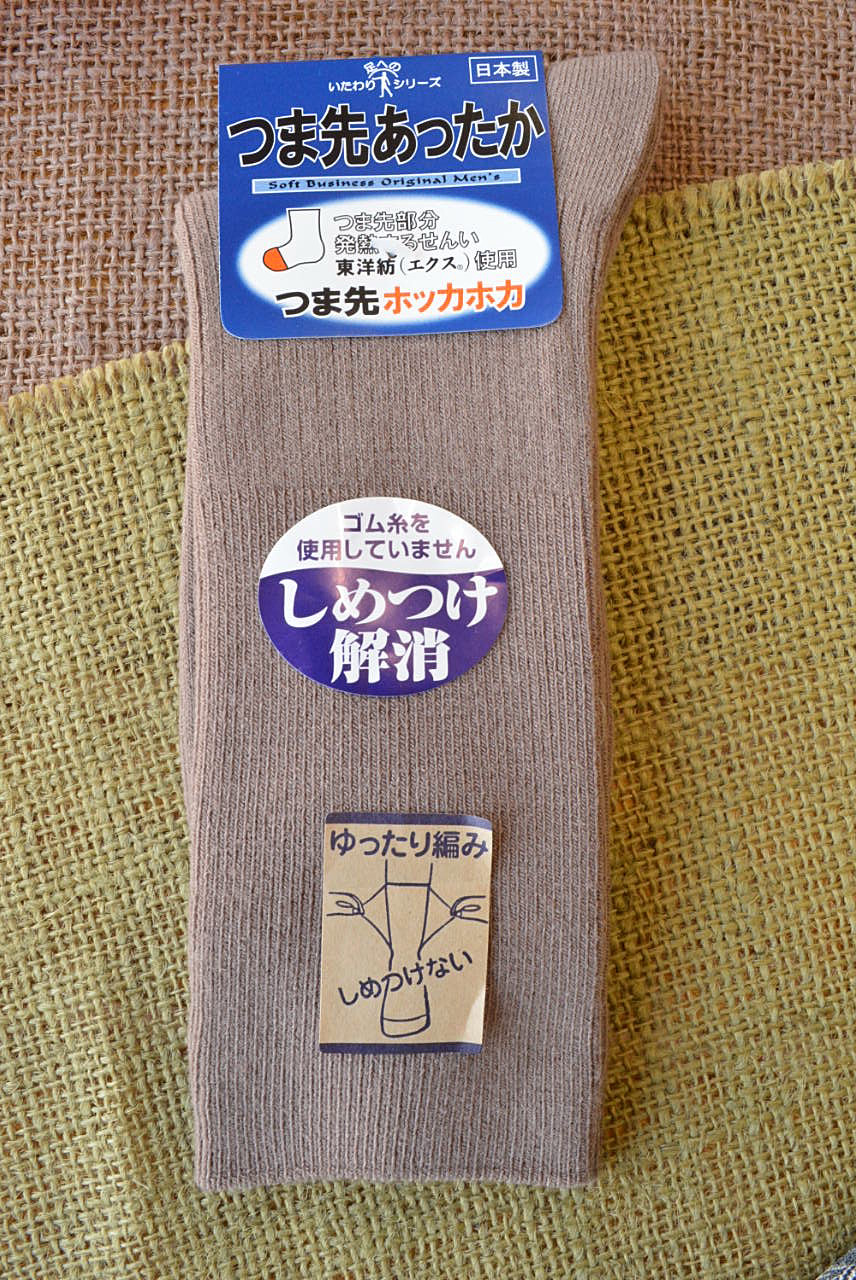 足への
いたわり シリーズ
日本製
つま先あったか
Soft Business Original Men's
つま先部分
発熱するせんい
東洋紡(エクス®)使用
つま先ホッカホカ
ゴム糸を
使用していません
しめつけ
解消
ゆったり編み
しめつけない